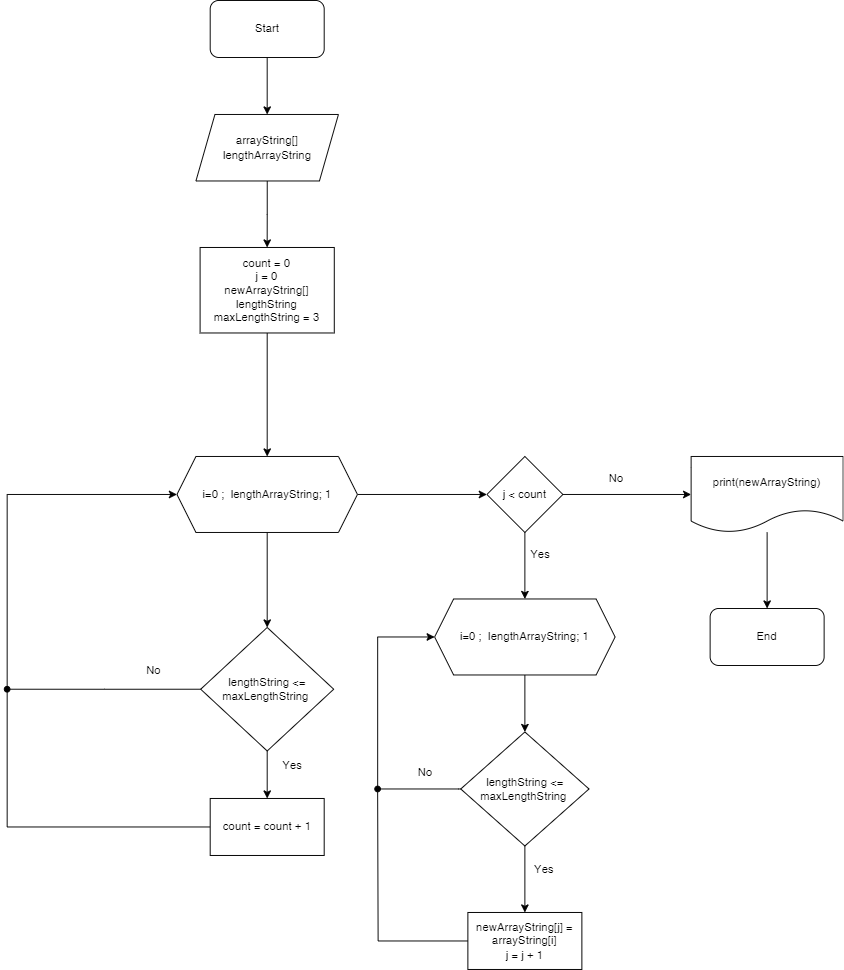 Start
arrayString[]
lengthArrayString
count = 0
j = 0
newArrayString[]
lengthString
maxLengthString = 3
i=0 ;  lengthArrayString; 1
j < count
No
print(newArrayString)
Yes
i=0 ;  lengthArrayString; 1
End
No
lengthString <=
maxLengthString
Yes
count = count + 1
No
lengthString <=
maxLengthString
Yes
newArrayString[j] =
arrayString[i]
j = j + 1